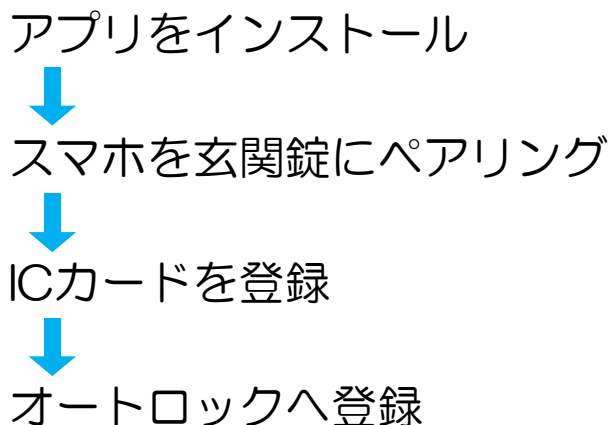 アプリをインストール
スマホを玄関錠にペアリング
ICカードを登録
オートロックへ登録